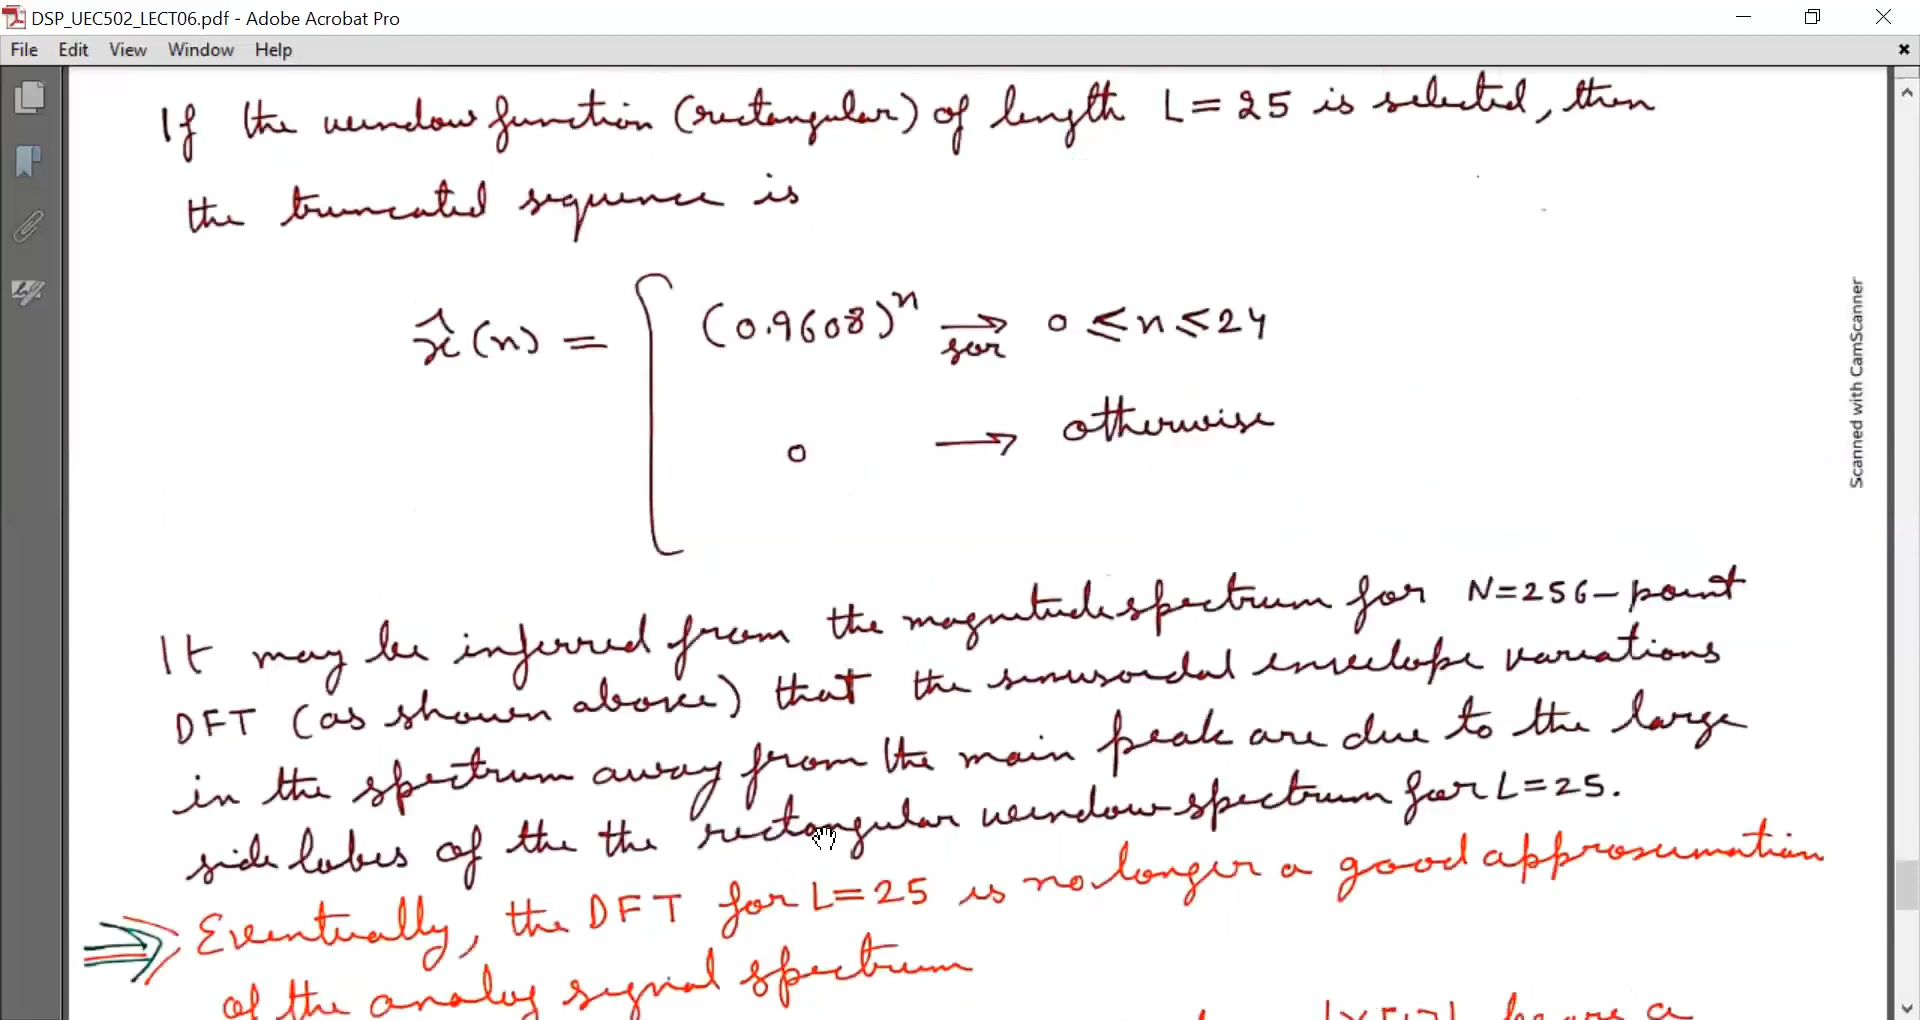 DSP_UEC502_LECT06.pdf - Adobe Acrobat Pro
File Edit View Window Help
If the window function (rectangular) of length L = 25 is selected, then
the truncated sequence is
x̂(n) = { (0.9608)^n → for 0 ≤ n ≤ 24
0 → otherwise
It may be inferred from the magnitude spectrum for N=256-point
DFT (as shown above) that the sinusoidal envelope variations
in the spectrum away from the main peak are due to the large
side lobes of the the rectangular window spectrum for L=25.
Eventually, the DFT for L=25 is no longer a good approximation
of the analog signal spectrum
Scanned with CamScanner